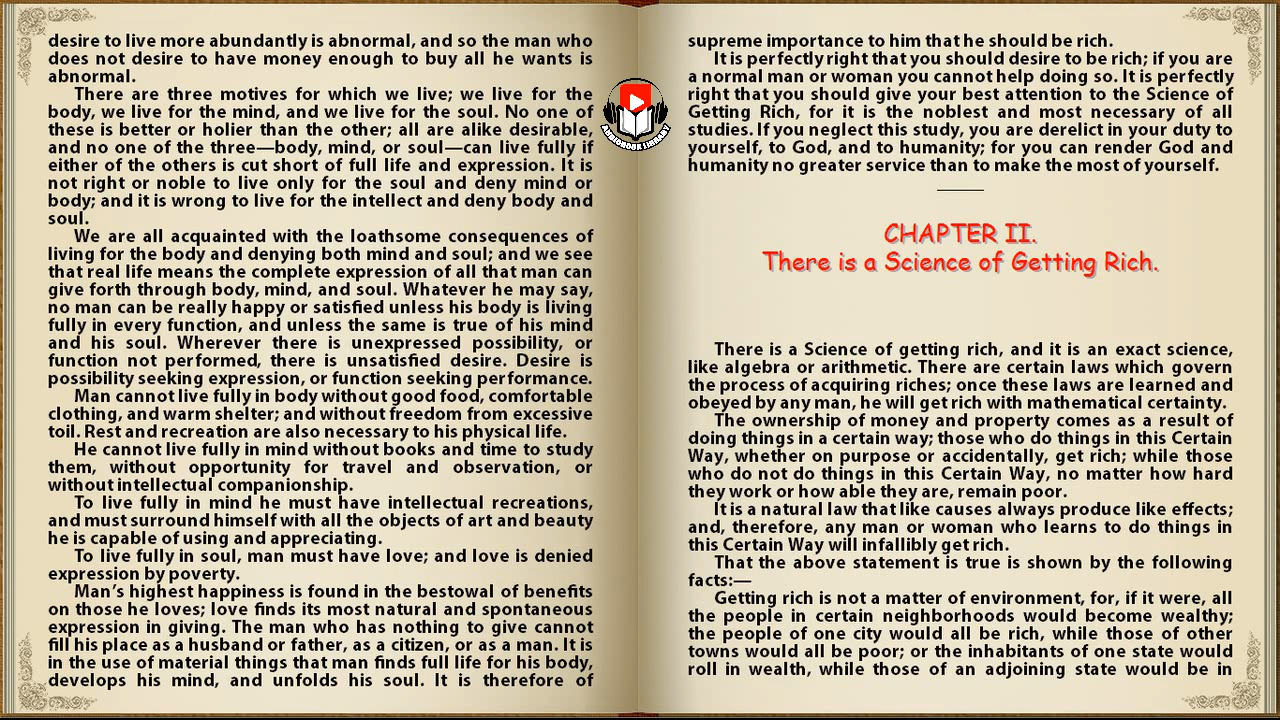 desire to live more abundantly is abnormal, and so the man who
does not desire to have money enough to buy all he wants is
abnormal.
There are three motives for which we live; we live for the
body, we live for the mind, and we live for the soul. No one of
these is better or holier than the other; all are alike desirable,
and no one of the three—body, mind, or soul—can live fully if
either of the others is cut short of full life and expression. It is
not right or noble to live only for the soul and deny mind or
body; and it is wrong to live for the intellect and deny body and
soul.
We are all acquainted with the loathsome consequences of
living for the body and denying both mind and soul; and we see
that real life means the complete expression of all that man can
give forth through body, mind, and soul. Whatever he may say,
no man can be really happy or satisfied unless his body is living
fully in every function, and unless the same is true of his mind
and his soul. Wherever there is unexpressed possibility, or
function not performed, there is unsatisfied desire. Desire is
possibility seeking expression, or function seeking performance.
Man cannot live fully in body without good food, comfortable
clothing, and warm shelter; and without freedom from excessive
toil. Rest and recreation are also necessary to his physical life.
He cannot live fully in mind without books and time to study
them, without opportunity for travel and observation, or
without intellectual companionship.
To live fully in mind he must have intellectual recreations,
and must surround himself with all the objects of art and beauty
he is capable of using and appreciating.
To live fully in soul, man must have love; and love is denied
expression by poverty.
Man's highest happiness is found in the bestowal of benefits
on those he loves; love finds its most natural and spontaneous
expression in giving. The man who has nothing to give cannot
fill his place as a husband or father, as a citizen, or as a man. It is
in the use of material things that man finds full life for his body,
develops his mind, and unfolds his soul. It is therefore of
AUDIOBOOK LIBRARY
supreme importance to him that he should be rich.
It is perfectly right that you should desire to be rich; if you are
a normal man or woman you cannot help doing so. It is perfectly
right that you should give your best attention to the Science of
Getting Rich, for it is the noblest and most necessary of all
studies. If you neglect this study, you are derelict in your duty to
yourself, to God, and to humanity; for you can render God and
humanity no greater service than to make the most of yourself.
CHAPTER II.
There is a Science of Getting Rich.
There is a Science of getting rich, and it is an exact science,
like algebra or arithmetic. There are certain laws which govern
the process of acquiring riches; once these laws are learned and
obeyed by any man, he will get rich with mathematical certainty.
The ownership of money and property comes as a result of
doing things in a certain way; those who do things in this Certain
Way, whether on purpose or accidentally, get rich; while those
who do not do things in this Certain Way, no matter how hard
they work or how able they are, remain poor.
It is a natural law that like causes always produce like effects;
and, therefore, any man or woman who learns to do things in
this Certain Way will infallibly get rich.
That the above statement is true is shown by the following
facts:—
Getting rich is not a matter of environment, for, if it were, all
the people in certain neighborhoods would become wealthy;
the people of one city would all be rich, while those of other
towns would all be poor; or the inhabitants of one state would
roll in wealth, while those of an adjoining state would be in